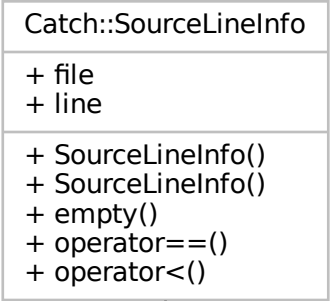 Catch::SourceLineInfo
+ file
+ line
+ SourceLineInfo()
+ SourceLineInfo()
+ empty()
+ operator==()
+ operator<()